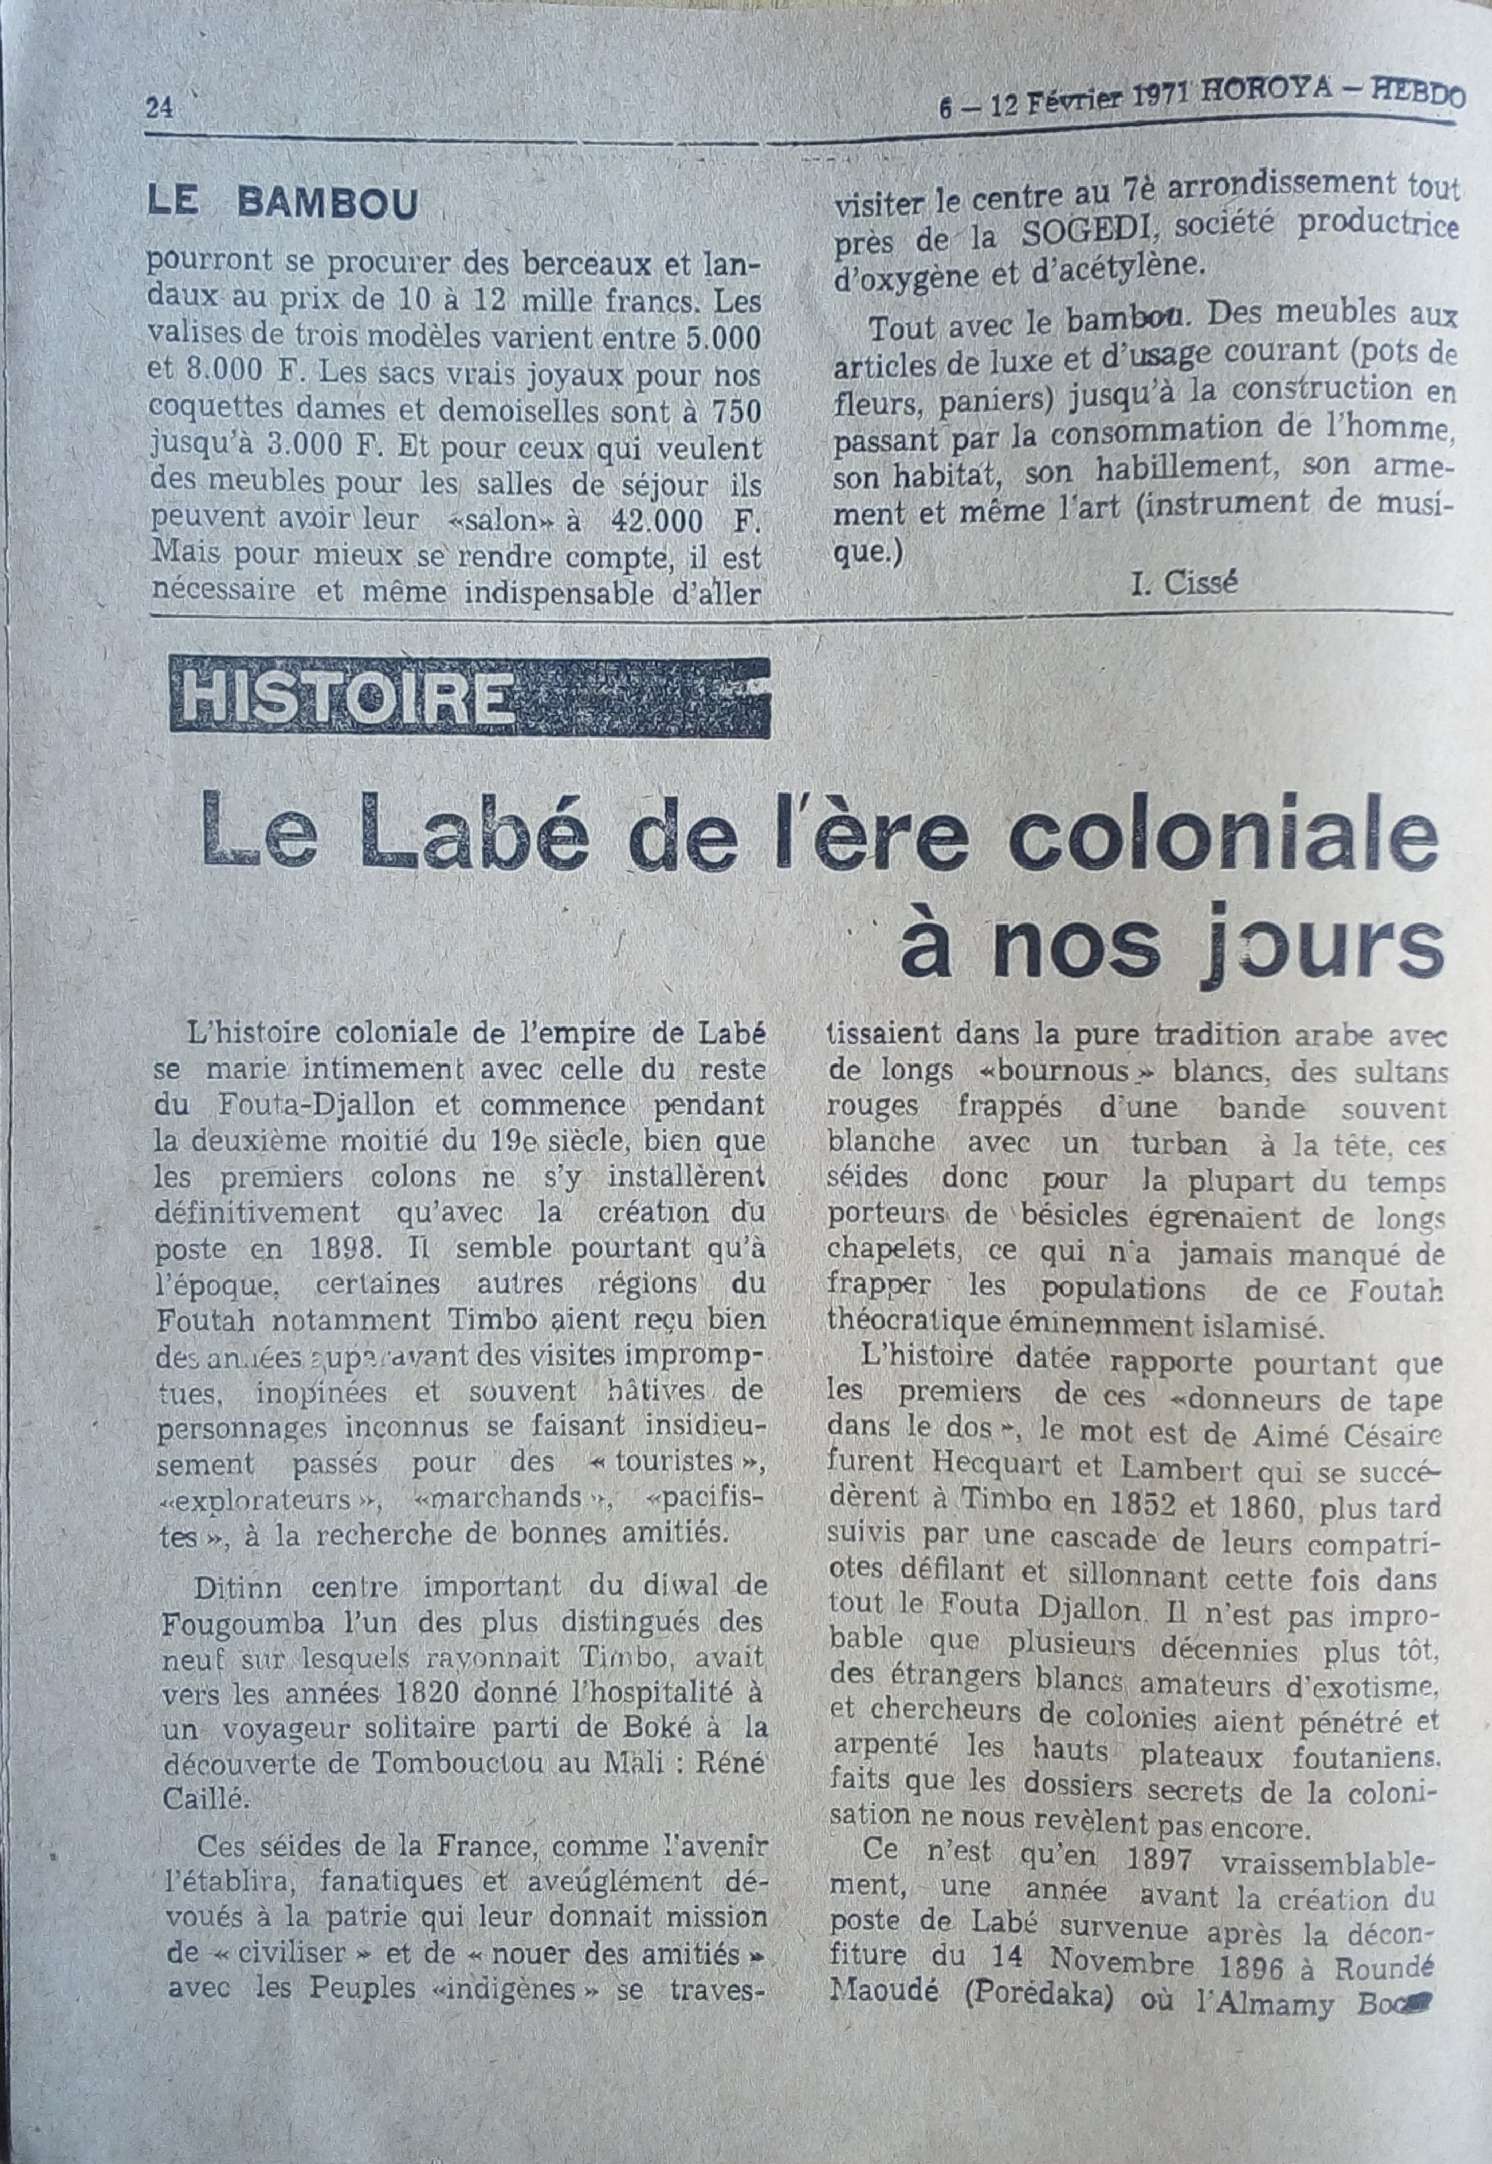 24
6 — 12 Février 1971 HOROYA — HEBDO
LE BAMBOU
pourront se procurer des berceaux et lan-
daux au prix de 10 à 12 mille francs. Les
valises de trois modèles varient entre 5.000
et 8.000 F. Les sacs vrais joyaux pour nos
coquettes dames et demoiselles sont à 750
jusqu'à 3.000 F. Et pour ceux qui veulent
des meubles pour les salles de séjour ils
peuvent avoir leur «salon» à 42.000 F.
Mais pour mieux se rendre compte, il est
nécessaire et même indispensable d'aller
visiter le centre au 7è arrondissement tout
près de la SOGEDI, société productrice
d'oxygène et d'acétylène.
Tout avec le bambou. Des meubles aux
articles de luxe et d'usage courant (pots de
fleurs, paniers) jusqu'à la construction en
passant par la consommation de l'homme,
son habitat, son habillement, son arme-
ment et même l'art (instrument de musi-
que.)
I. Cissé
HISTOIRE
Le Labé de l'ère coloniale
à nos jours
L'histoire coloniale de l'empire de Labé
se marie intimement avec celle du reste
du Fouta-Djallon et commence pendant
la deuxième moitié du 19e siècle, bien que
les premiers colons ne s'y installèrent
définitivement qu'avec la création du
poste en 1898. Il semble pourtant qu'à
l'époque, certaines autres régions du
Foutah notamment Timbo aient reçu bien
des années auparavant des visites impromp-
tues, inopinées et souvent hâtives de
personnages inconnus se faisant insidieu-
sement passés pour des « touristes »,
«explorateurs », «marchands », «pacifis-
tes », à la recherche de bonnes amitiés.
Ditinn centre important du diwal de
Fougoumba l'un des plus distingués des
neuf sur lesquels rayonnait Timbo, avait
vers les années 1820 donné l'hospitalité à
un voyageur solitaire parti de Boké à la
découverte de Tombouctou au Mali : Réné
Caillé.
Ces séides de la France, comme l'avenir
l'établira, fanatiques et aveuglément dé-
voués à la patrie qui leur donnait mission
de « civiliser » et de « nouer des amitiés »
avec les Peuples «indigènes » se traves-
tissaient dans la pure tradition arabe avec
de longs «bournous » blancs, des sultans
rouges frappés d'une bande souvent
blanche avec un turban à la tête, ces
séides donc pour la plupart du temps
porteurs de bésicles égrenaient de longs
chapelets, ce qui n'a jamais manqué de
frapper les populations de ce Foutah
théocratique éminemment islamisé.
L'histoire datée rapporte pourtant que
les premiers de ces «donneurs de tape
dans le dos », le mot est de Aimé Césaire
furent Hecquart et Lambert qui se succé-
dèrent à Timbo en 1852 et 1860, plus tard
suivis par une cascade de leurs compatri-
otes défilant et sillonnant cette fois dans
tout le Fouta Djallon. Il n'est pas impro-
bable que plusieurs décennies plus tôt,
des étrangers blancs amateurs d'exotisme,
et chercheurs de colonies aient pénétré et
arpenté les hauts plateaux foutaniens.
faits que les dossiers secrets de la coloni-
sation ne nous revèlent pas encore.
Ce n'est qu'en 1897 vraissemblable-
ment, une année avant la création du
poste de Labé survenue après la décon-
fiture du 14 Novembre 1896 à Roundé
Maoudé (Porédaka) où l'Almamy